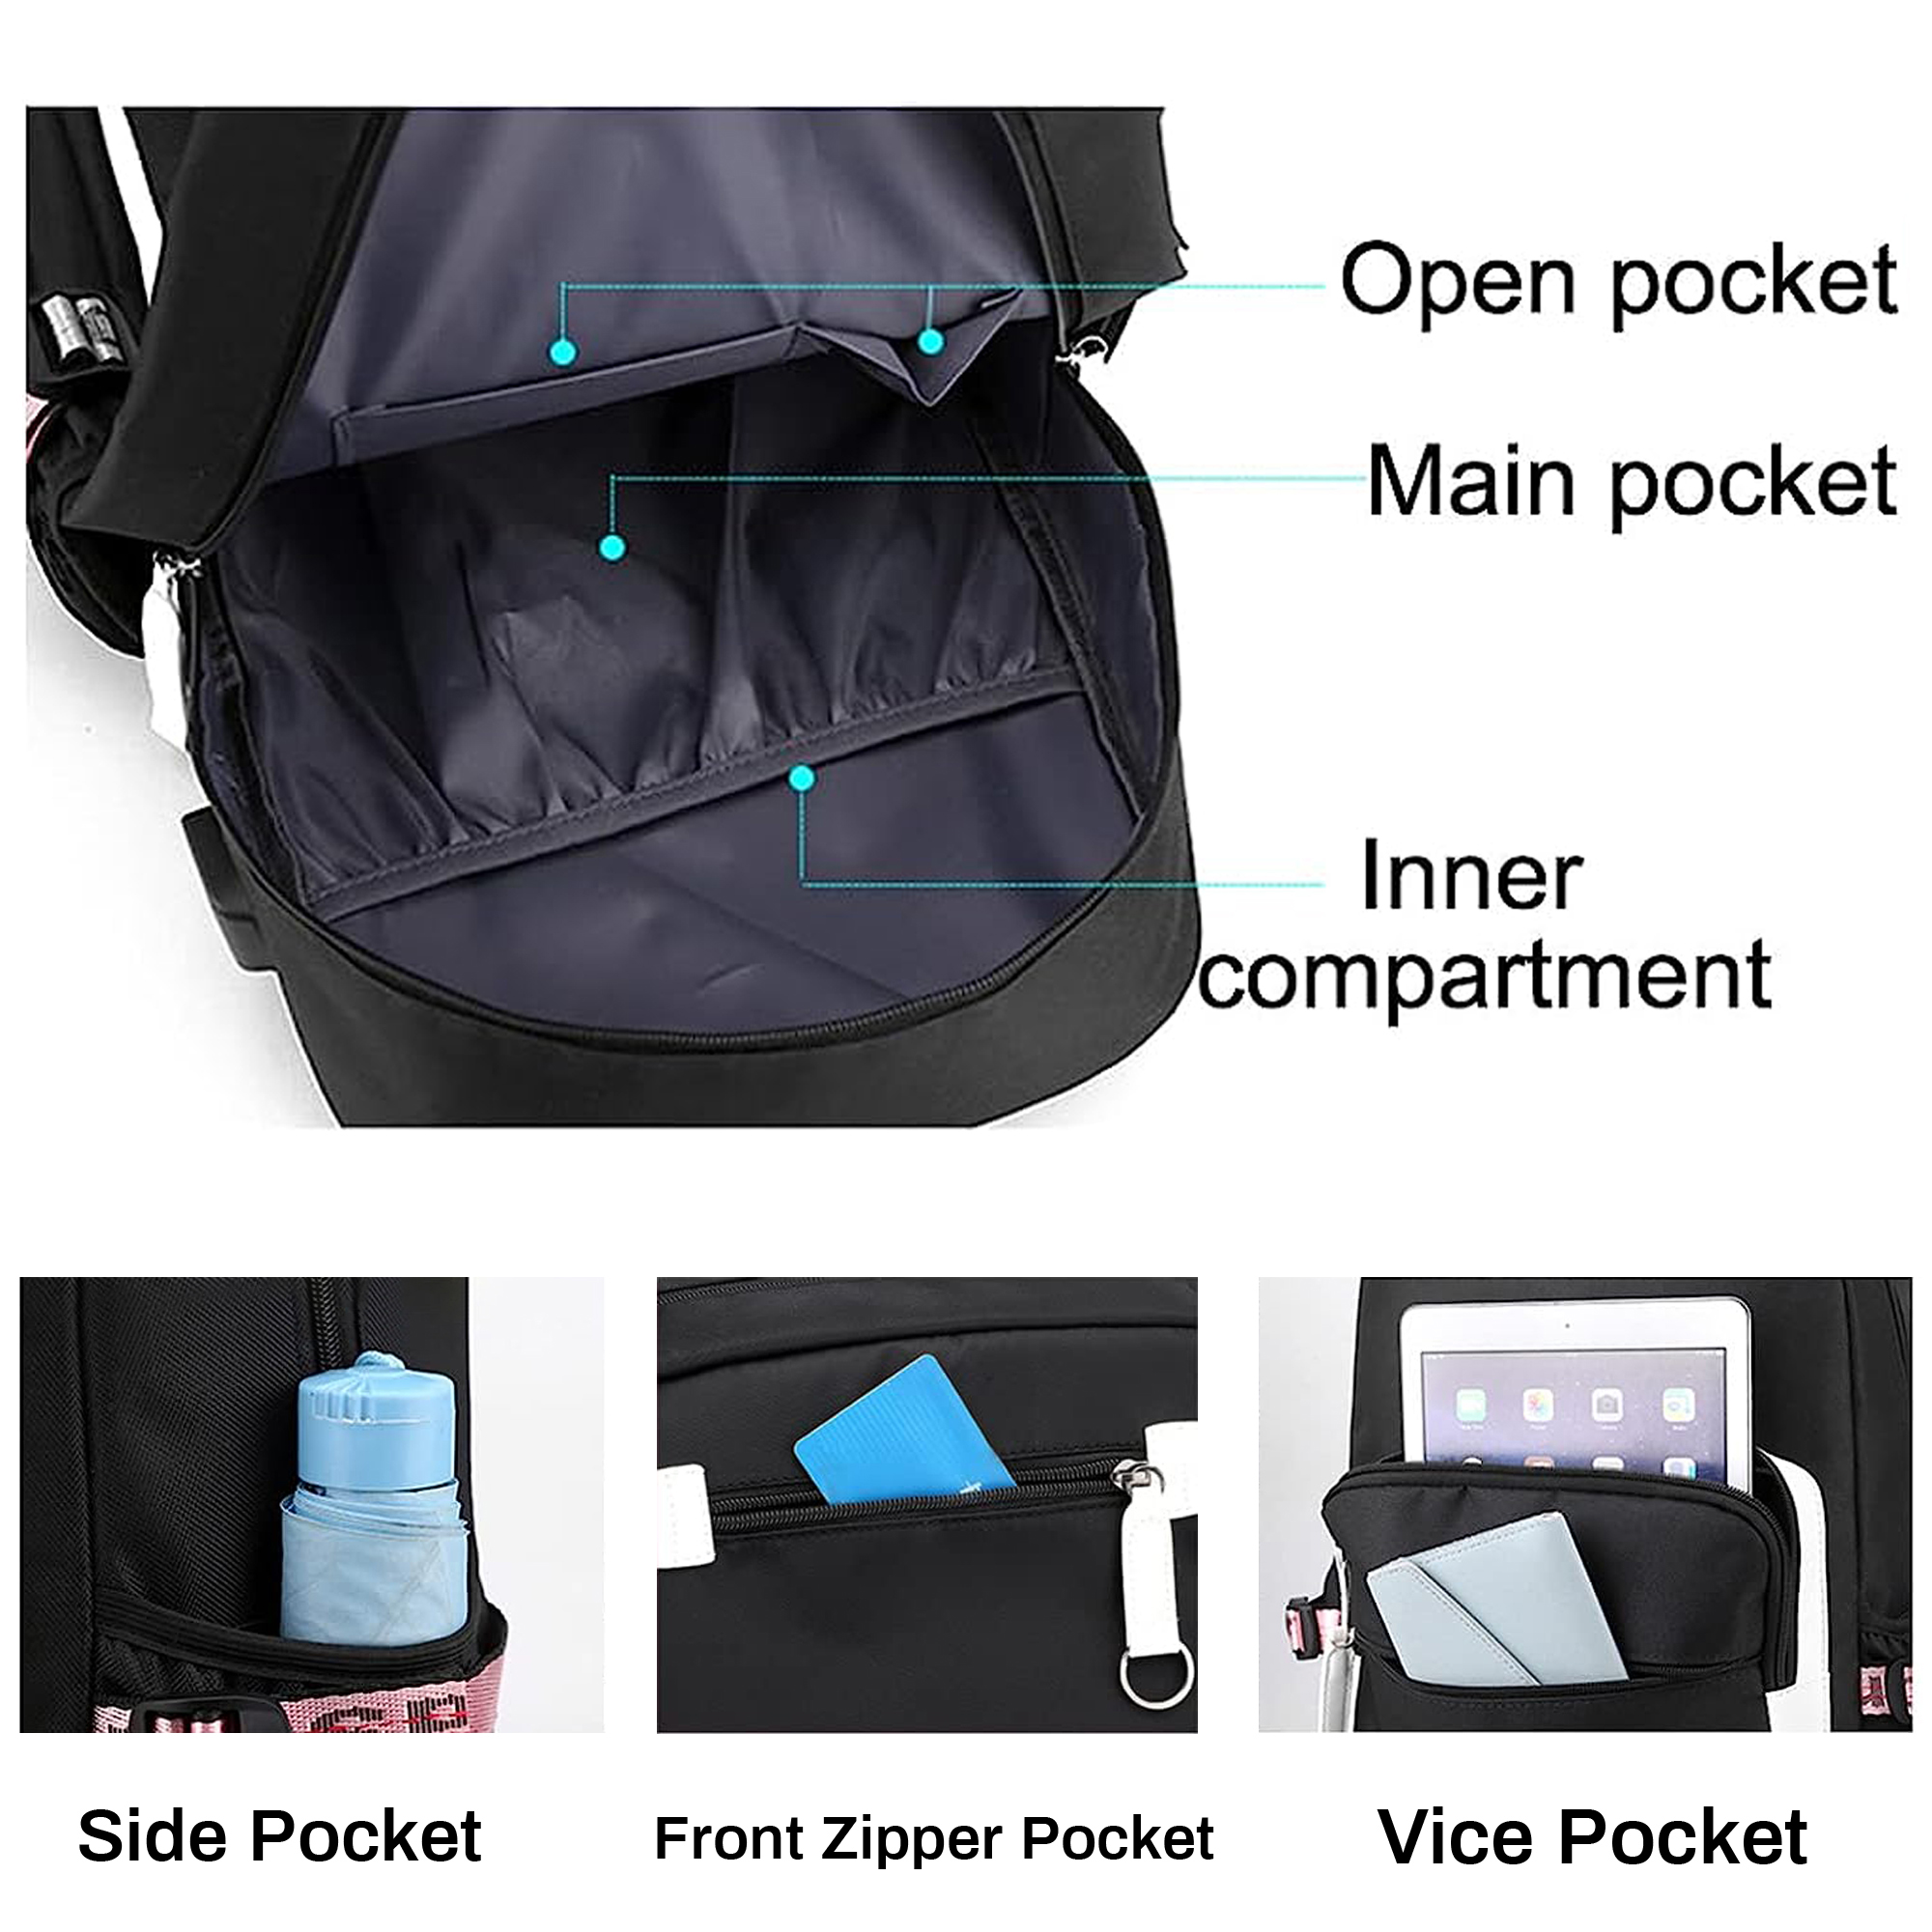 Open pocket
Main pocket
Inner
compartment
Side Pocket
Front Zipper Pocket
Vice Pocket